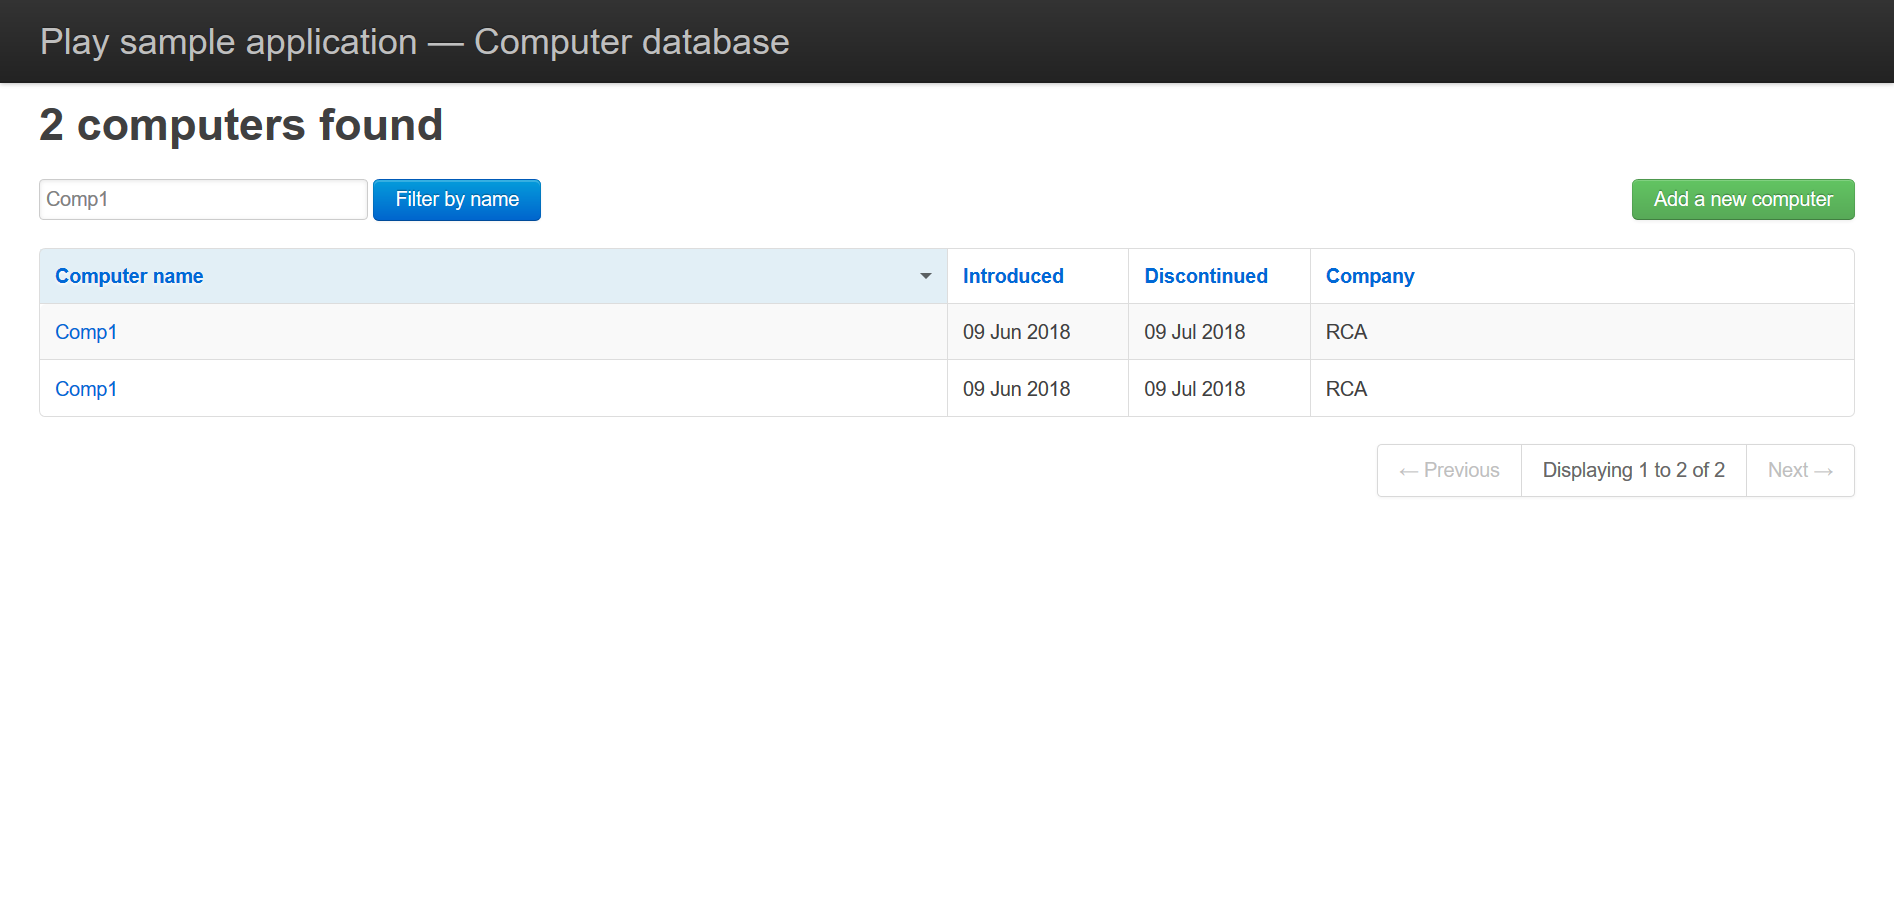 Play sample application — Computer database
2 computers found
Comp1 Filter by name Add a new computer
Computer name Introduced Discontinued Company
Comp1 09 Jun 2018 09 Jul 2018 RCA
Comp1 09 Jun 2018 09 Jul 2018 RCA
← Previous Displaying 1 to 2 of 2 Next →